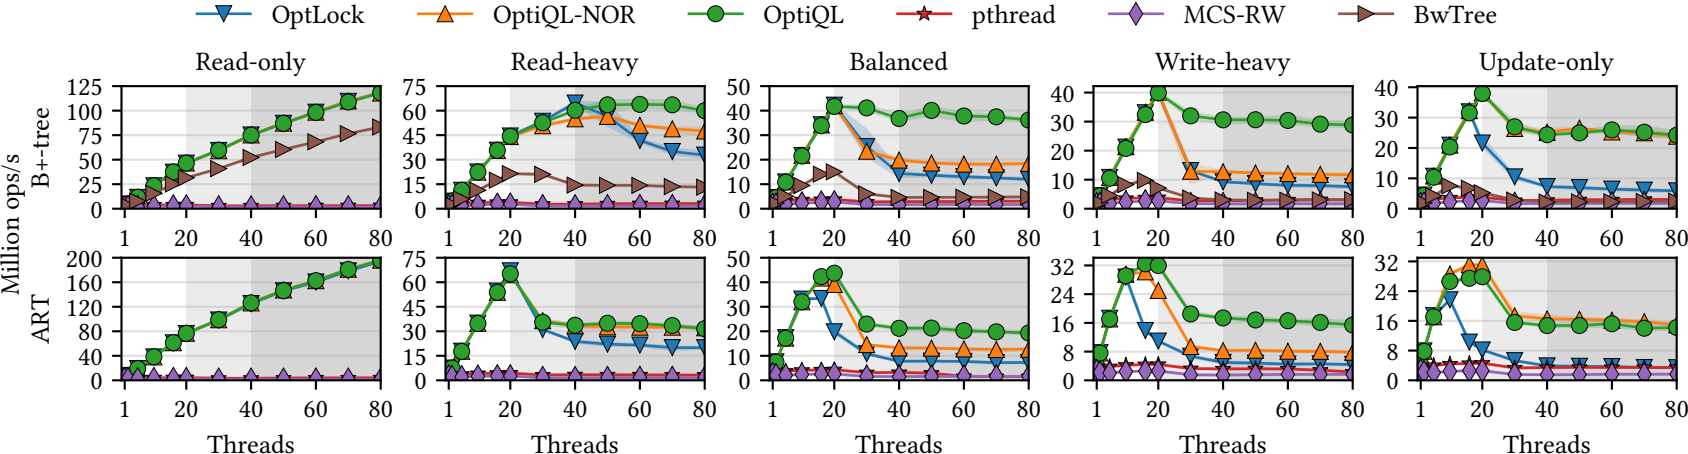 OptLock OptiQL-NOR OptiQL pthread MCS-RW BwTree
Read-only Read-heavy Balanced Write-heavy Update-only
Million ops/s
B+-tree
125 100 75 50 25 0
75 60 45 30 15 0
50 40 30 20 10 0
40 30 20 10 0
40 30 20 10 0
1 20 40 60 80 1 20 40 60 80 1 20 40 60 80 1 20 40 60 80 1 20 40 60 80
ART
200 160 120 80 40 0
75 60 45 30 15 0
50 40 30 20 10 0
32 24 16 8 0
32 24 16 8 0
1 20 40 60 80 1 20 40 60 80 1 20 40 60 80 1 20 40 60 80 1 20 40 60 80
Threads Threads Threads Threads Threads